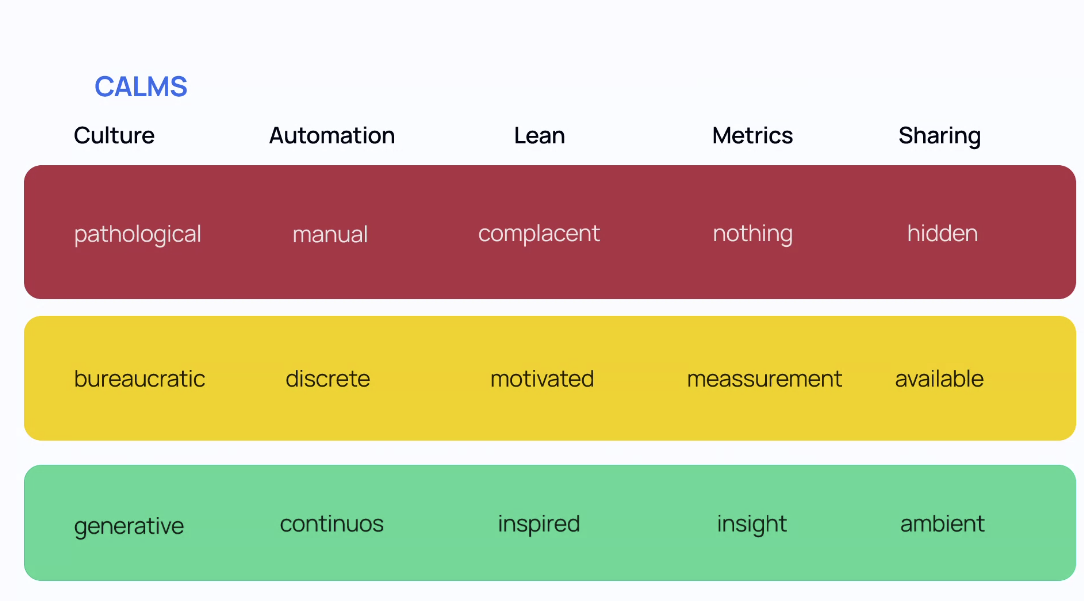 CALMS
Culture Automation Lean Metrics Sharing
pathological manual complacent nothing hidden
bureaucratic discrete motivated meassurement available
generative continuos inspired insight ambient